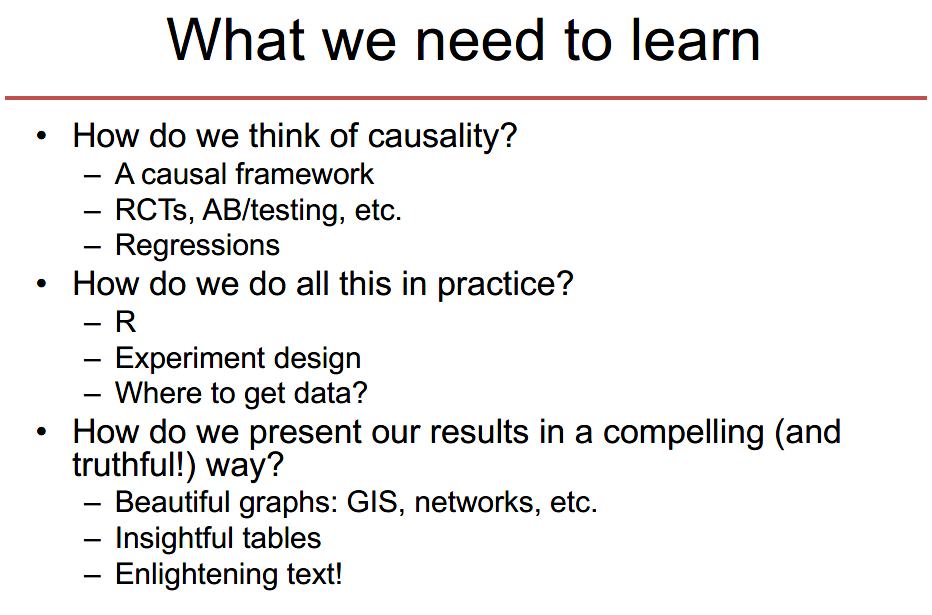 What we need to learn
• How do we think of causality?
– A causal framework
– RCTs, AB/testing, etc.
– Regressions
• How do we do all this in practice?
– R
– Experiment design
– Where to get data?
• How do we present our results in a compelling (and
truthful!) way?
– Beautiful graphs: GIS, networks, etc.
– Insightful tables
– Enlightening text!